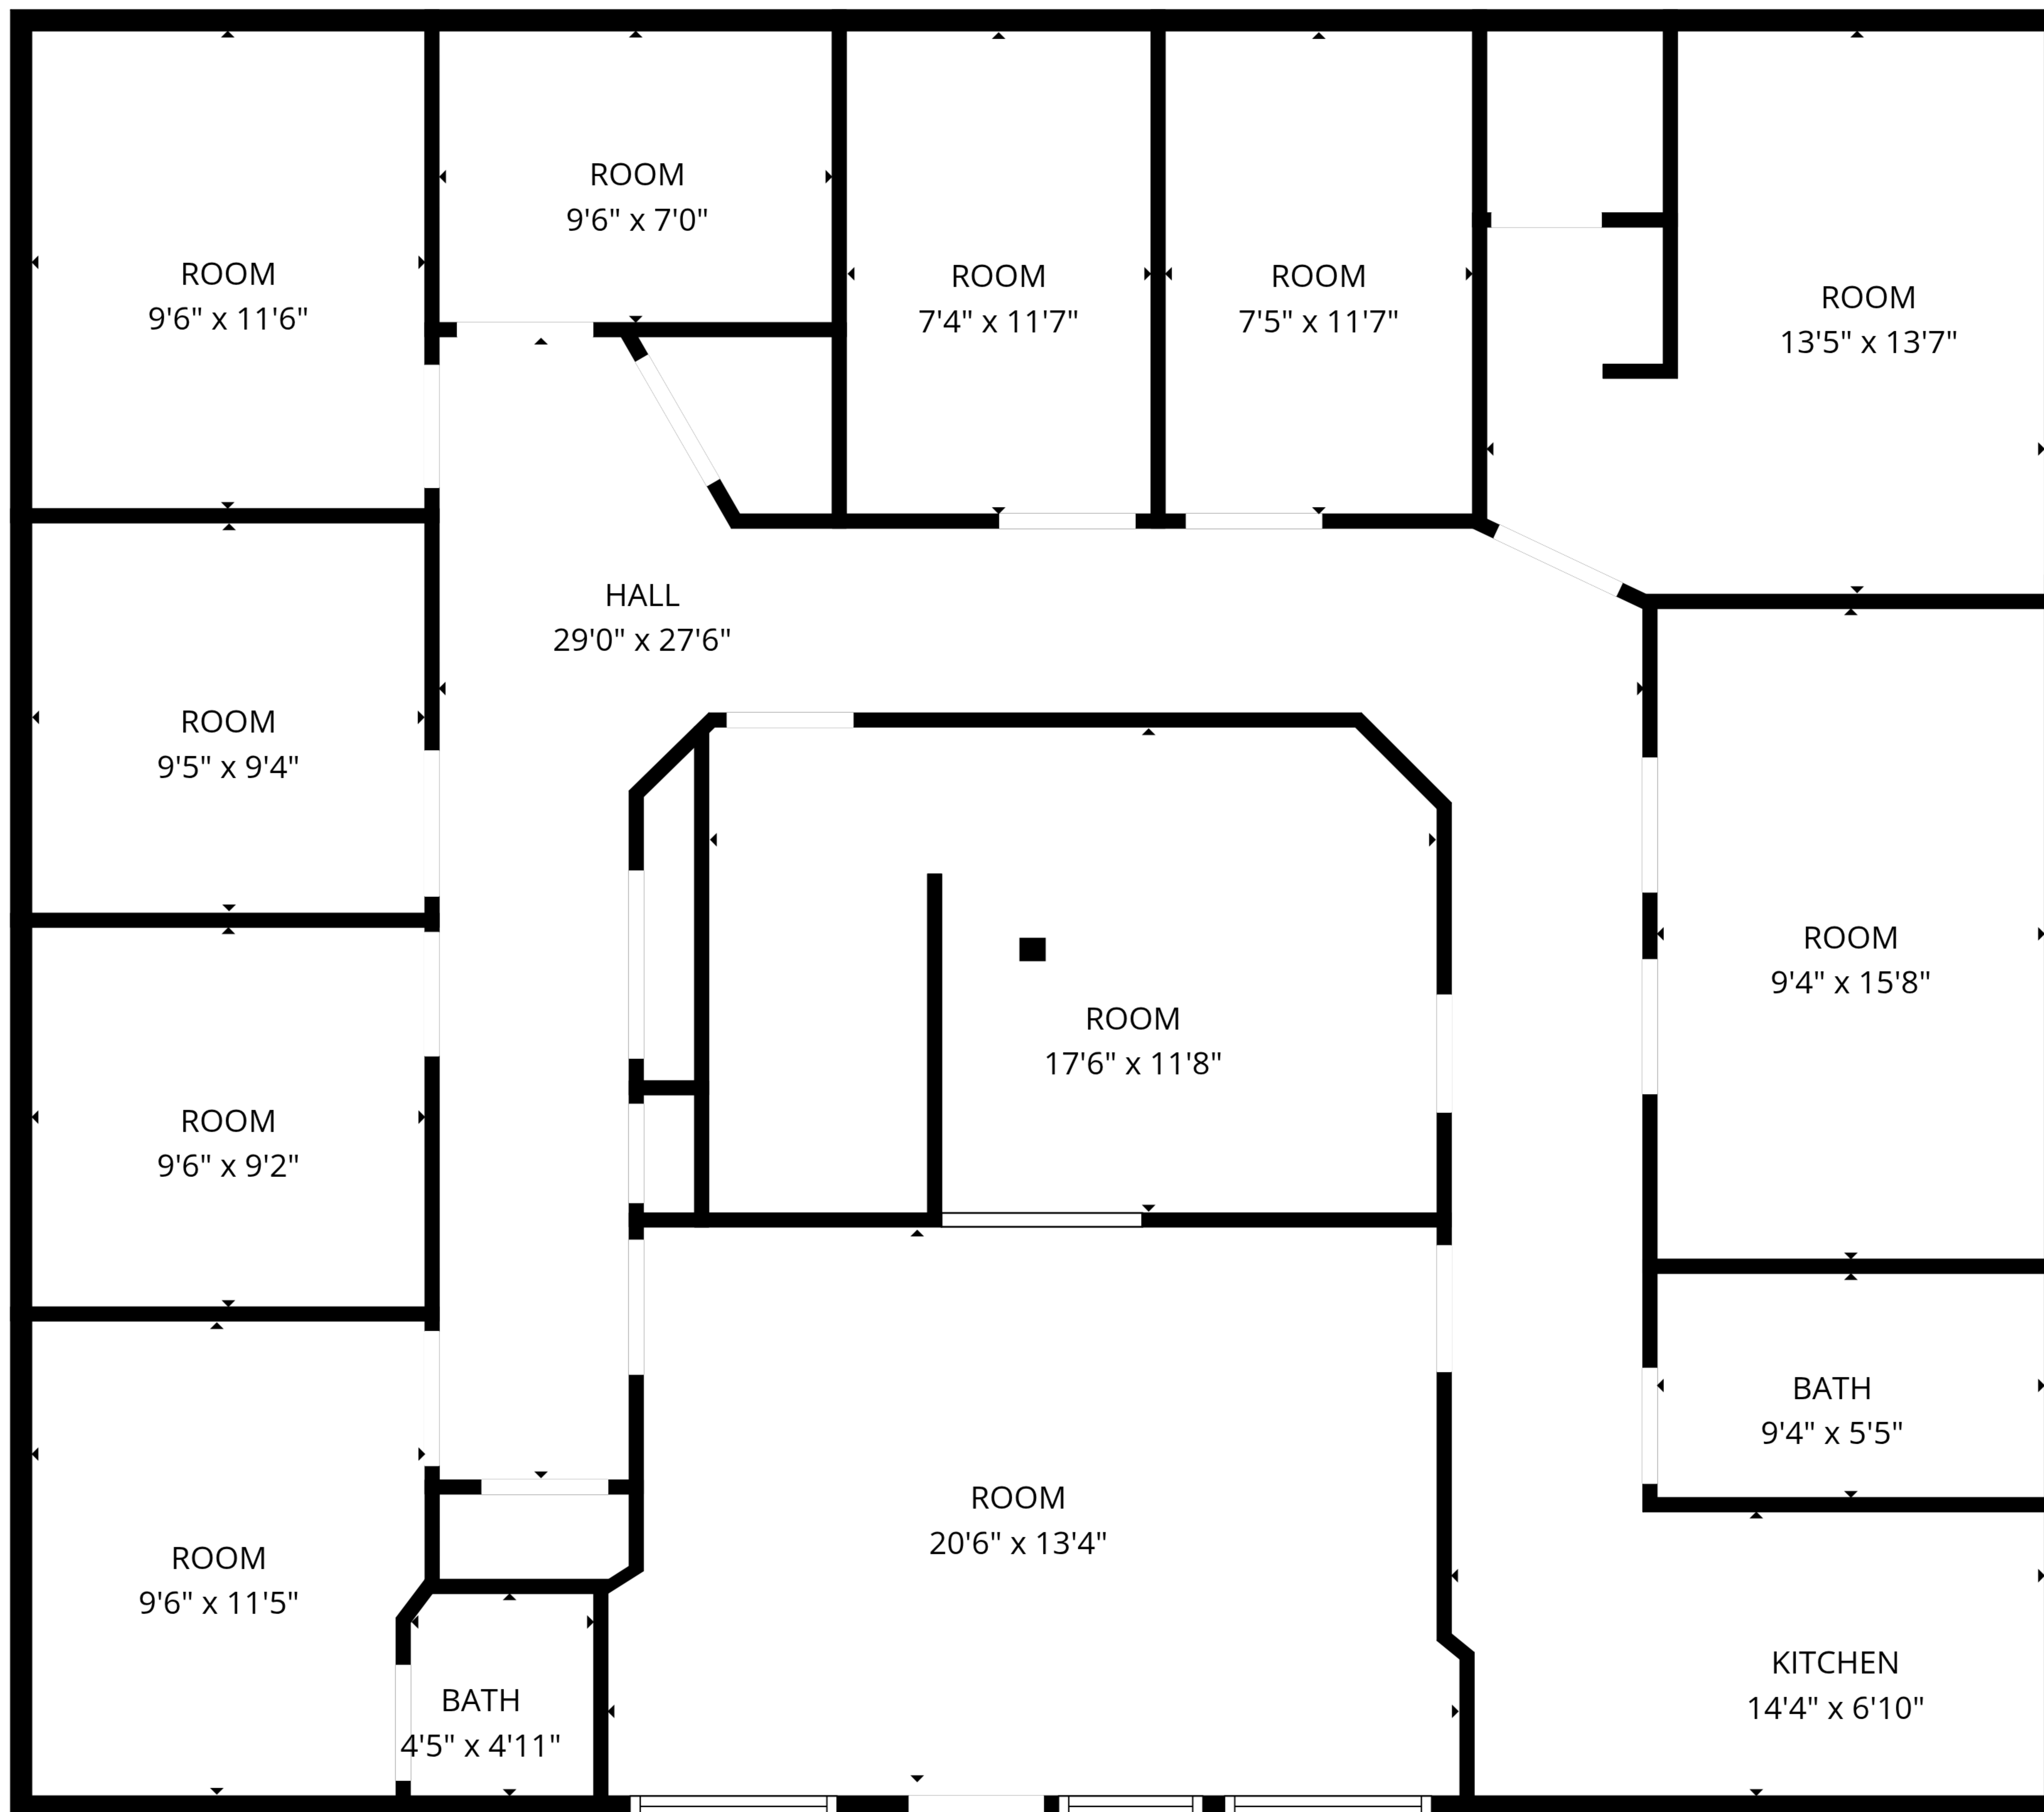 ROOM
9'6" x 7'0"
ROOM
9'6" x 11'6"
ROOM
7'4" x 11'7"
ROOM
7'5" x 11'7"
ROOM
13'5" x 13'7"
HALL
29'0" x 27'6"
ROOM
9'5" x 9'4"
ROOM
9'4" x 15'8"
ROOM
17'6" x 11'8"
ROOM
9'6" x 9'2"
BATH
9'4" x 5'5"
ROOM
20'6" x 13'4"
ROOM
9'6" x 11'5"
KITCHEN
14'4" x 6'10"
BATH
4'5" x 4'11"